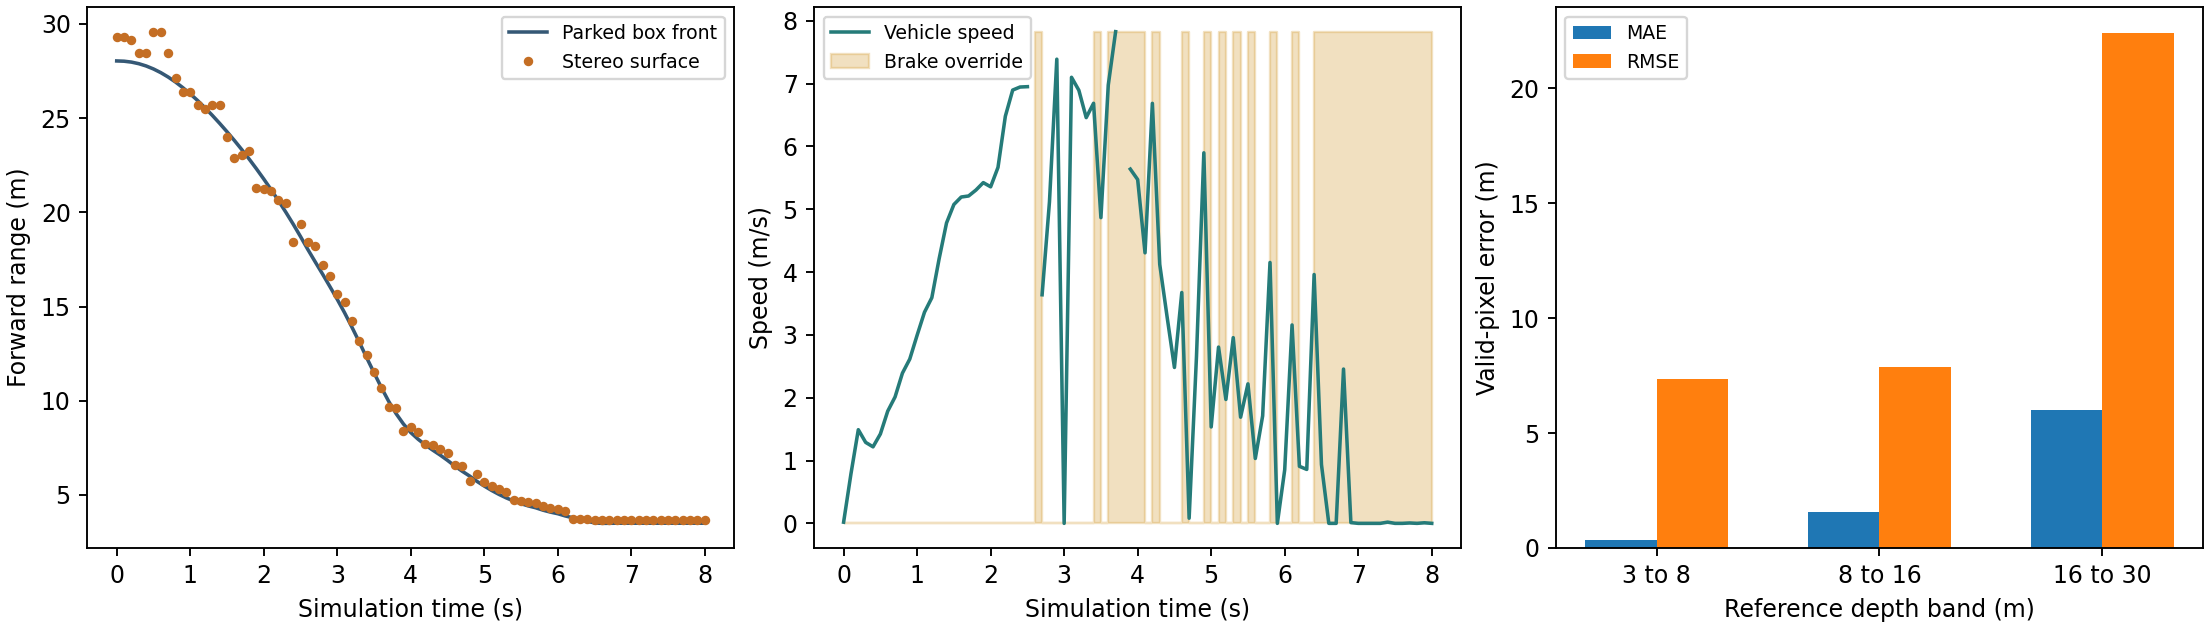 Forward range (m)
30
25
20
15
10
5
Parked box front
Stereo surface
0 1 2 3 4 5 6 7 8
Simulation time (s)
Speed (m/s)
8
7
6
5
4
3
2
1
0
Vehicle speed
Brake override
0 1 2 3 4 5 6 7 8
Simulation time (s)
Valid-pixel error (m)
20
15
10
5
0
MAE
RMSE
3 to 8 8 to 16 16 to 30
Reference depth band (m)